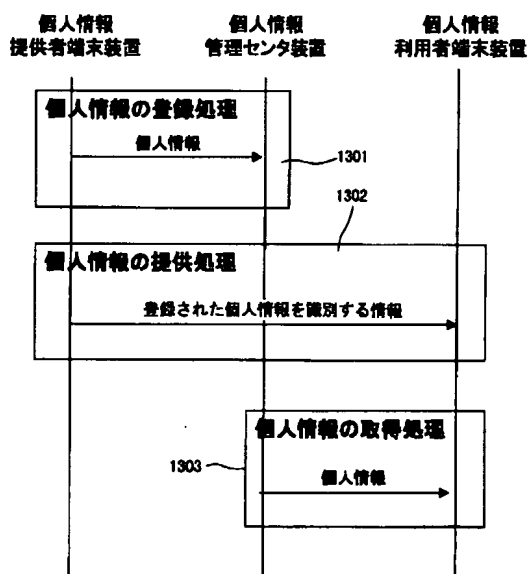 個人情報
提供者端末装置
個人情報
管理センタ装置
個人情報
利用者端末装置
個人情報の登録処理
個人情報
1301
1302
個人情報の提供処理
登録された個人情報を識別する情報
個人情報の取得処理
1303
個人情報